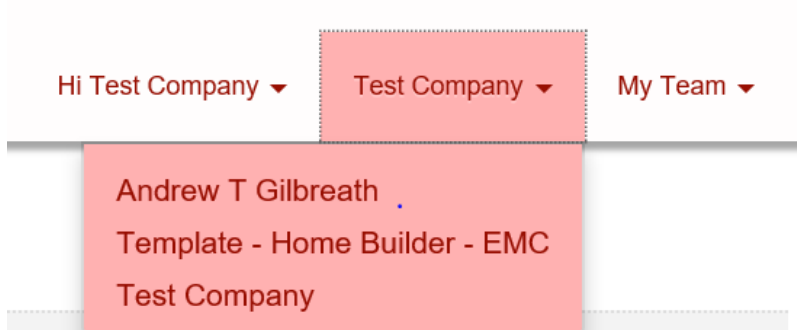 Hi Test Company Test Company My Team
Andrew T Gilbreath
Template - Home Builder - EMC
Test Company